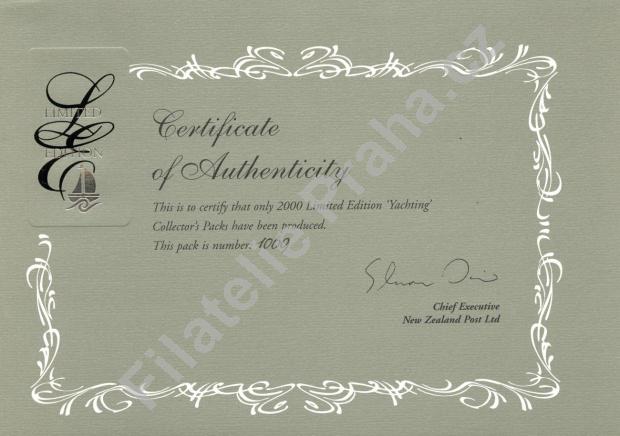 LE
LIMITED
EDITION
Certificate
of Authenticity
This is to certify that only 2000 Limited Edition 'Yachting'
Collector's Packs have been produced.
This pack is number. 1009
Chief Executive
New Zealand Post Ltd
Filatelie-Praha.cz